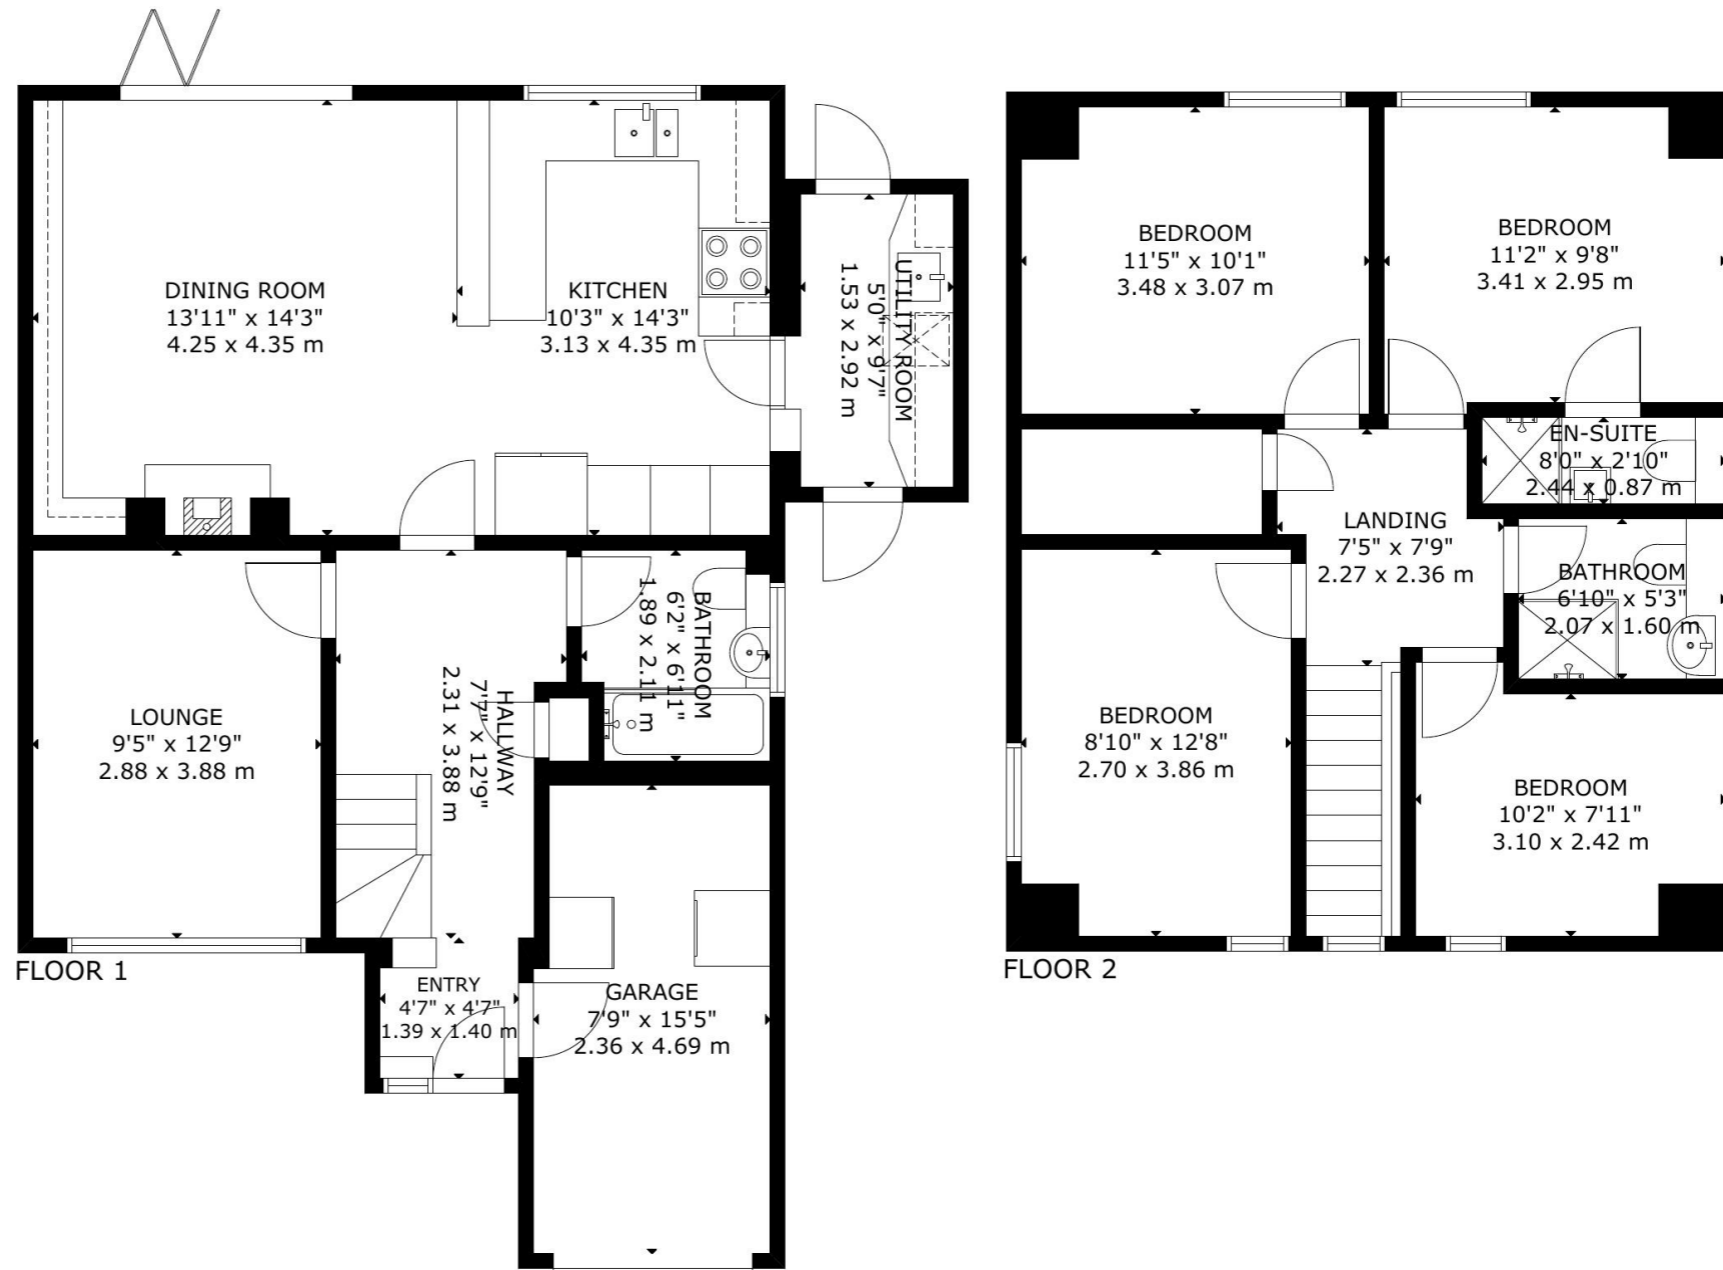 DINING ROOM
13'11" x 14'3"
4.25 x 4.35 m
KITCHEN
10'3" x 14'3"
3.13 x 4.35 m
UTILITY ROOM
5'0" x 9'7"
1.53 x 2.92 m
LOUNGE
9'5" x 12'9"
2.88 x 3.88 m
HALLWAY
7'7" x 12'9"
2.31 x 3.88 m
BATHROOM
6'2" x 6'11"
1.89 x 2.11 m
ENTRY
4'7" x 4'7"
1.39 x 1.40 m
GARAGE
7'9" x 15'5"
2.36 x 4.69 m
FLOOR 1
BEDROOM
11'5" x 10'1"
3.48 x 3.07 m
BEDROOM
11'2" x 9'8"
3.41 x 2.95 m
EN-SUITE
8'0" x 2'10"
2.44 x 0.87 m
LANDING
7'5" x 7'9"
2.27 x 2.36 m
BATHROOM
6'10" x 5'3"
2.07 x 1.60 m
BEDROOM
8'10" x 12'8"
2.70 x 3.86 m
BEDROOM
10'2" x 7'11"
3.10 x 2.42 m
FLOOR 2